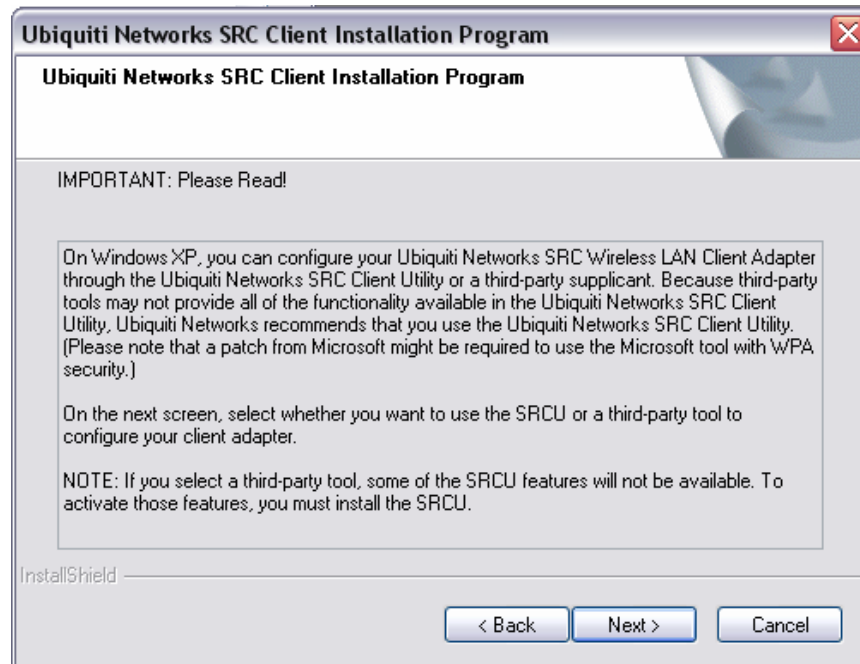 Ubiquiti Networks SRC Client Installation Program
Ubiquiti Networks SRC Client Installation Program
IMPORTANT: Please Read!
On Windows XP, you can configure your Ubiquiti Networks SRC Wireless LAN Client Adapter
through the Ubiquiti Networks SRC Client Utility or a third-party supplicant. Because third-party
tools may not provide all of the functionality available in the Ubiquiti Networks SRC Client
Utility, Ubiquiti Networks recommends that you use the Ubiquiti Networks SRC Client Utility.
(Please note that a patch from Microsoft might be required to use the Microsoft tool with WPA
security.)
On the next screen, select whether you want to use the SRCU or a third-party tool to
configure your client adapter.
NOTE: If you select a third-party tool, some of the SRCU features will not be available. To
activate those features, you must install the SRCU.
InstallShield
< Back
Next >
Cancel